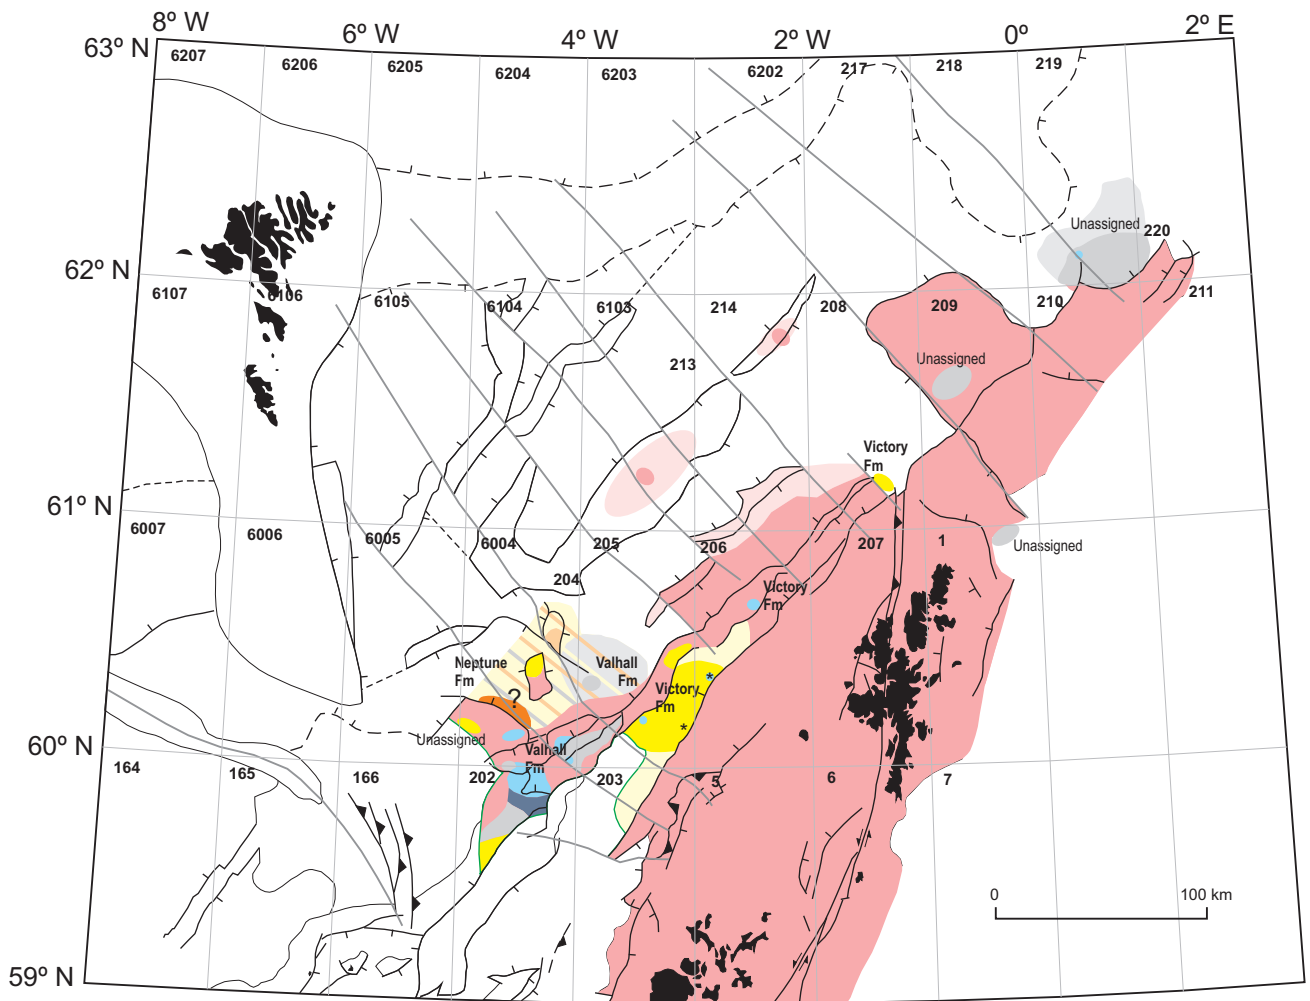 8º W
6º W
4º W
2º W
0º
2º E
63º N
6207
6206
6205
6204
6203
6202
217
218
219
Unassigned
220
62º N
6107
6106
6105
6104
6103
214
208
209
210
211
213
Unassigned
Victory
Fm
61º N
6007
6006
6005
6004
205
206
207
1
Unassigned
204
Victory
Fm
Neptune
Fm
Valhall
Fm
?
Victory
Fm
*
*
Unassigned
Valhall
Fm
60º N
164
165
166
202
203
5
6
7
0
100 km
59º N